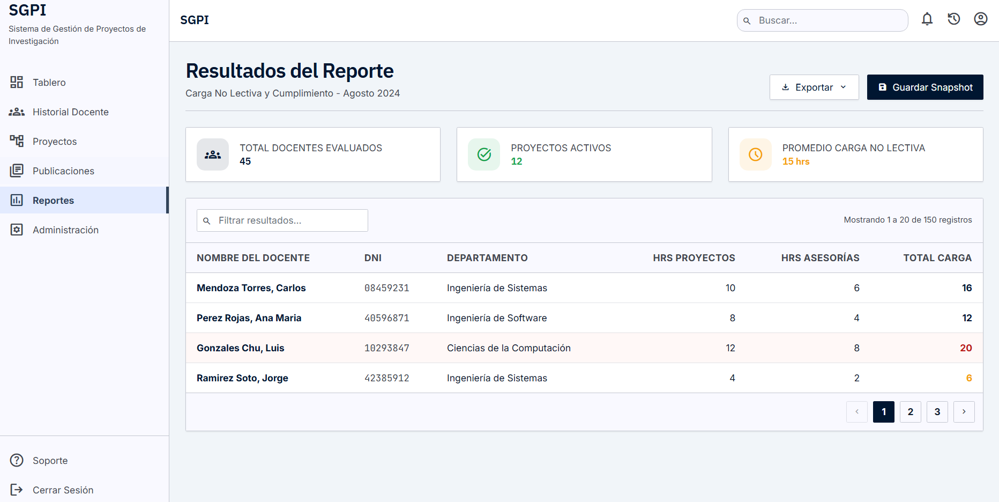 SGPI
Sistema de Gestión de Proyectos de
Investigación
Tablero
Historial Docente
Proyectos
Publicaciones
Reportes
Administración
Soporte
Cerrar Sesión
SGPI
Buscar...
Resultados del Reporte
Carga No Lectiva y Cumplimiento - Agosto 2024
Exportar
Guardar Snapshot
TOTAL DOCENTES EVALUADOS
45
PROYECTOS ACTIVOS
12
PROMEDIO CARGA NO LECTIVA
15 hrs
Filtrar resultados...
Mostrando 1 a 20 de 150 registros
NOMBRE DEL DOCENTE DNI DEPARTAMENTO HRS PROYECTOS HRS ASESORÍAS TOTAL CARGA
Mendoza Torres, Carlos 08459231 Ingeniería de Sistemas 10 6 16
Perez Rojas, Ana Maria 40596871 Ingeniería de Software 8 4 12
Gonzales Chu, Luis 10293847 Ciencias de la Computación 12 8 20
Ramirez Soto, Jorge 42385912 Ingeniería de Sistemas 4 2 6
1 2 3